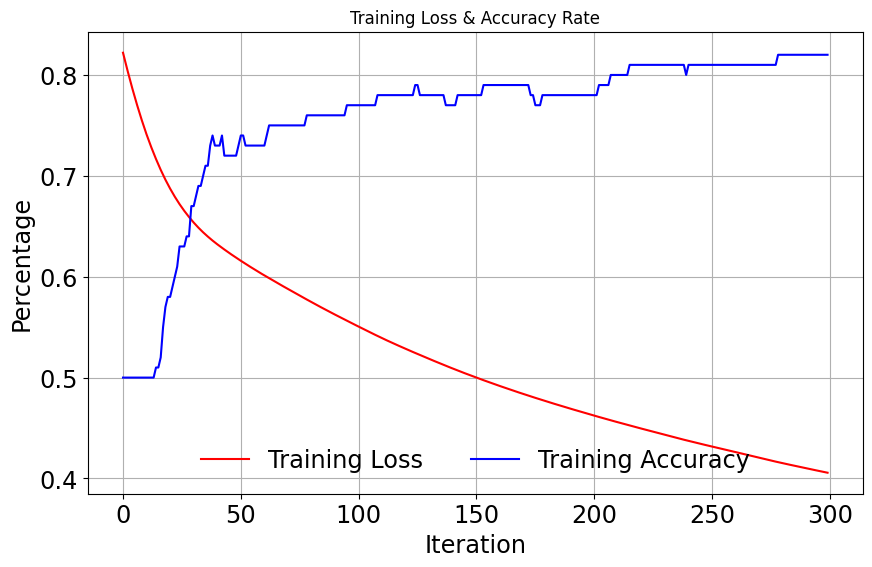 Training Loss & Accuracy Rate
0.8
0.7
0.6
0.5
0.4
Percentage
Training Loss
Training Accuracy
0 50 100 150 200 250 300
Iteration